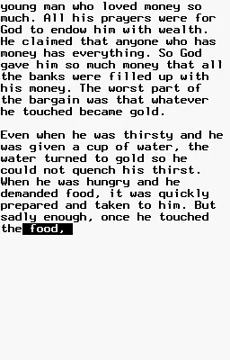 young man who loved money so
much. All his prayers were for
God to endow him with wealth.
He claimed that anyone who has
money has everything. So God
gave him so much money that all
the banks were filled up with
his money. The worst part of
the bargain was that whatever
he touched became gold.
Even when he was thirsty and he
was given a cup of water, the
water turned to gold so he
could not quench his thirst.
When he was hungry and he
demanded food, it was quickly
prepared and taken to him. But
sadly enough, once he touched
the food,